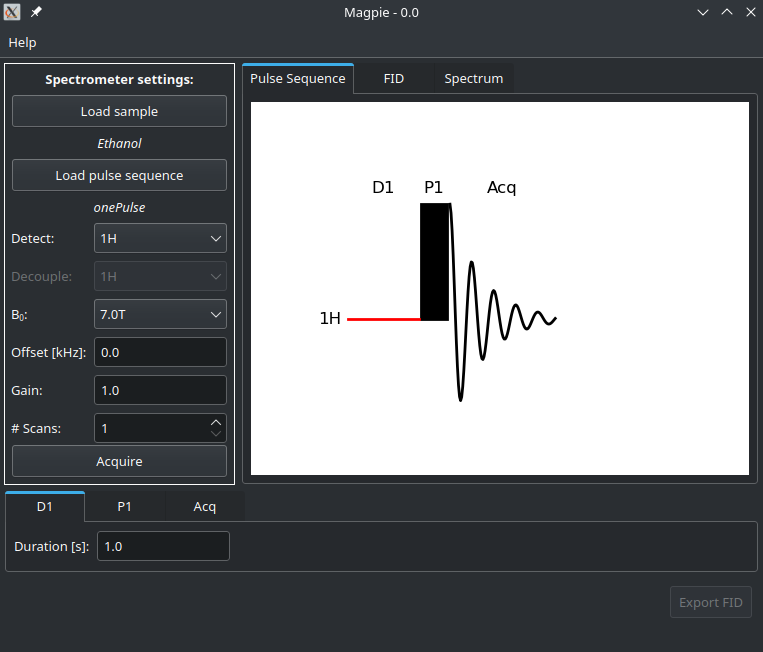 Magpie - 0.0
Help
Spectrometer settings:
Load sample
Ethanol
Load pulse sequence
onePulse
Detect: 1H
Decouple: 1H
B₀: 7.0T
Offset [kHz]: 0.0
Gain: 1.0
# Scans: 1
Acquire
Pulse Sequence FID Spectrum
D1 P1 Acq
1H
D1 P1 Acq
Duration [s]: 1.0
Export FID